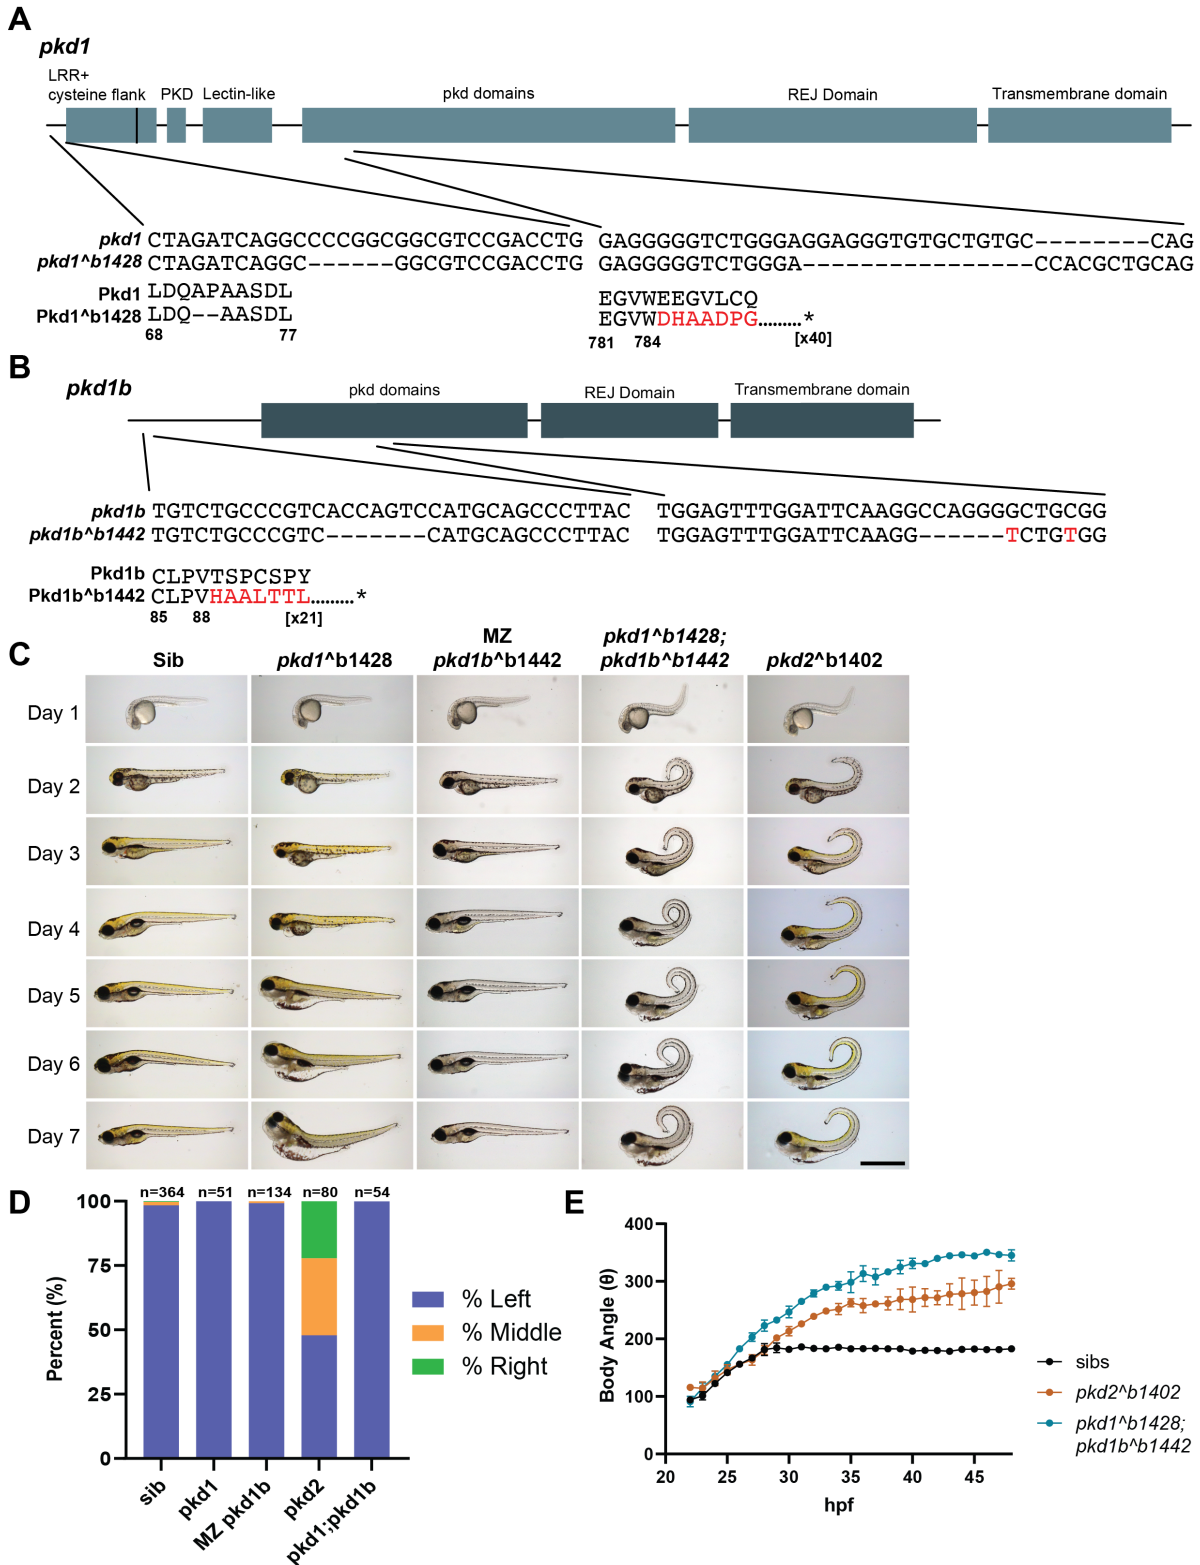 A
pkd1
LRR+
cysteine flank
PKD
Lectin-like
pkd domains
REJ Domain
Transmembrane domain
pkd1 CTAGATCAGGCCCCGGCGGCGTCCGACCTG GAGGGGGTCTGGGAGGAGGGTGTGCTGTGC--------CAG
pkd1^b1428 CTAGATCAGGC------GGCGTCCGACCTG GAGGGGGTCTGGGA----------------CCACGCTGCAG
Pkd1 LDQAPAASDL EGVWEEGVLCQ
Pkd1^b1428 LDQ--AASDL EGVWDHAADPG.........*
68 77 781 784 [x40]
B
pkd1b
pkd domains
REJ Domain
Transmembrane domain
pkd1b TGTCTGCCCGTCACCAGTCCATGCAGCCCTTAC TGGAGTTTGGATTCAAGGCCAGGGGCTGCGG
pkd1b^b1442 TGTCTGCCCGTC-------CATGCAGCCCTTAC TGGAGTTTGGATTCAAGG------TCTGTGG
Pkd1b CLPVTSPCSPY
Pkd1b^b1442 CLPVHAALTTL.........*
85 88 [x21]
C
Sib
pkd1^b1428
MZ
pkd1b^b1442
pkd1^b1428;
pkd1b^b1442
pkd2^b1402
Day 1
Day 2
Day 3
Day 4
Day 5
Day 6
Day 7
D
n=364 n=51 n=134 n=80 n=54
100
75
50
25
0
Percent (%)
sib
pkd1
MZ pkd1b
pkd2
pkd1;pkd1b
% Left
% Middle
% Right
E
400
300
200
100
0
Body Angle (θ)
20 25 30 35 40 45
hpf
sibs
pkd2^b1402
pkd1^b1428;
pkd1b^b1442